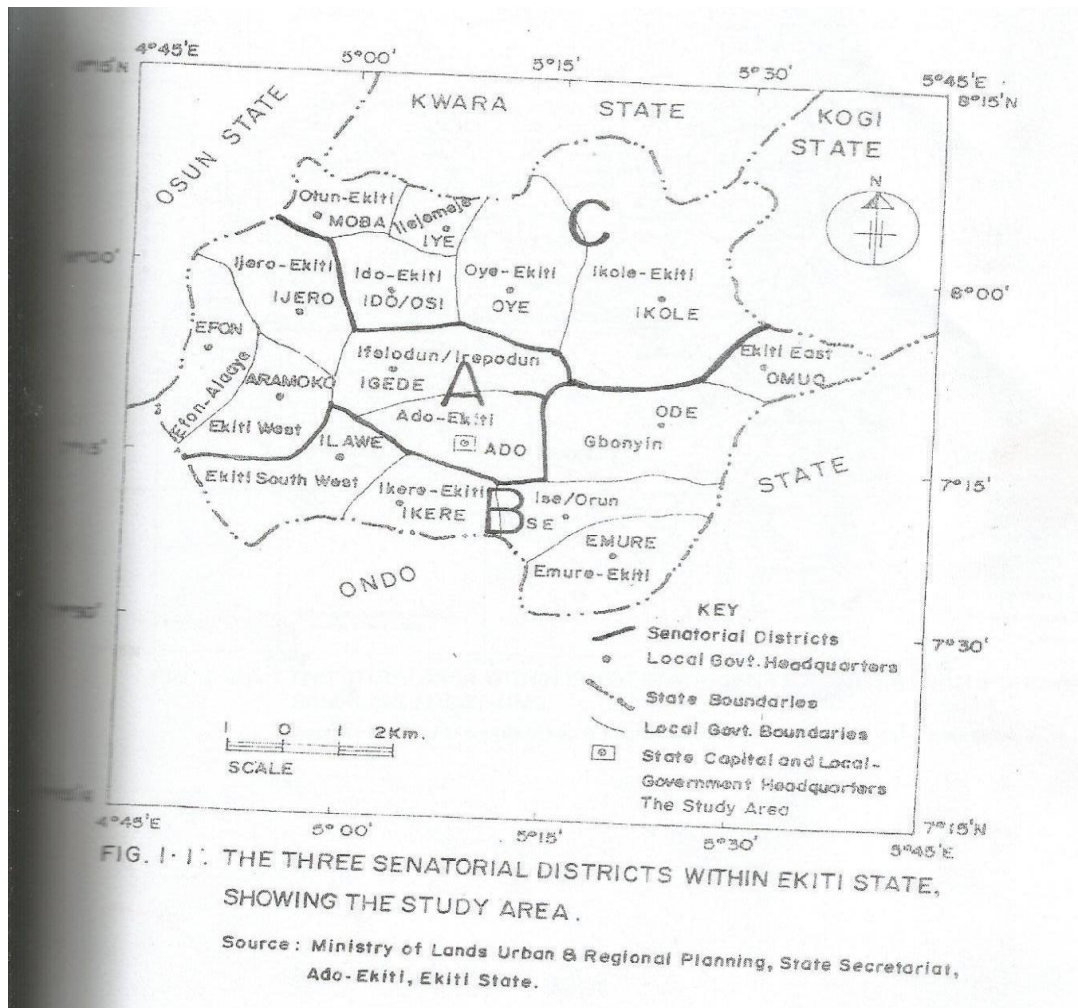 4°45'E 5°00' 5°15' 5°30' 5°45'E
15'N 8°15'N
KWARA STATE
KOGI
STATE
OSUN STATE
N
Otun-Ekiti
MOBA
Ilejemeje
IYE
C
00'
Ijero-Ekiti
IJERO
Ido-Ekiti
IDO/OSI
Oye-Ekiti
OYE
Ikole-Ekiti
IKOLE
8°00'
EFON
Efon-Alaaye
Ifelodun/Irepodun
IGEDE
A
Ekiti East
OMUO
ARAMOKO
Ekiti West
Ado-Ekiti
ADO
ODE
Gbonyin
15'
ILAWE
Ekiti South West
STATE
7°15'
Ikere-Ekiti
IKERE
B
Ise/Orun
SE
EMURE
Emure-Ekiti
ONDO
30'
KEY
Senatorial Districts
7°30'
Local Govt. Headquarters
State Boundaries
Local Govt. Boundaries
State Capital and Local-
Government Headquarters
The Study Area
1 0 1 2Km.
SCALE
7°15'N
4°45'E 5°00' 5°15' 5°30' 5°45'E
FIG. 1·1: THE THREE SENATORIAL DISTRICTS WITHIN EKITI STATE,
SHOWING THE STUDY AREA.
Source: Ministry of Lands Urban & Regional Planning, State Secretariat,
Ado-Ekiti, Ekiti State.